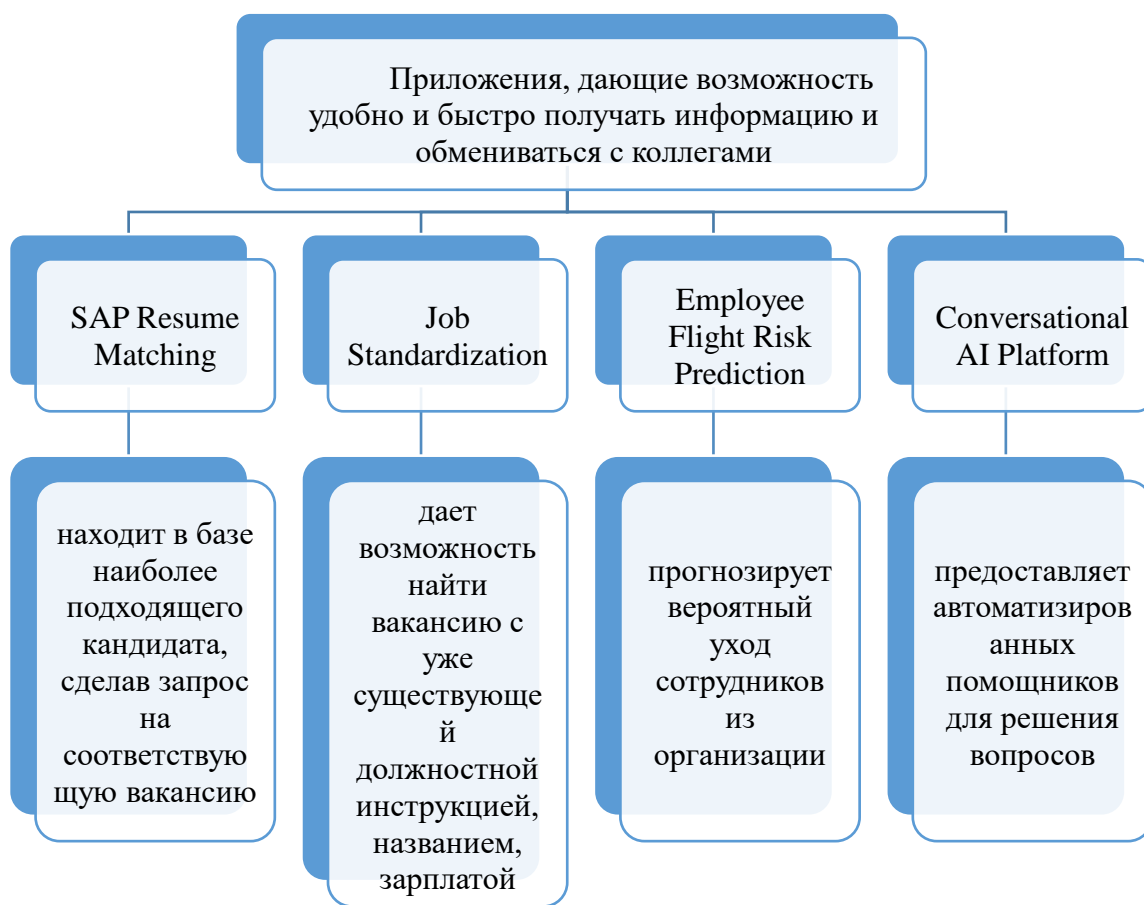 Приложения, дающие возможность
удобно и быстро получать информацию и
обмениваться с коллегами
SAP Resume
Matching
Job
Standardization
Employee
Flight Risk
Prediction
Conversational
AI Platform
находит в базе
наиболее
подходящего
кандидата,
сделав запрос
на
соответствую
щую вакансию
дает
возможность
найти
вакансию с
уже
существующе
й
должностной
инструкцией,
названием,
зарплатой
прогнозирует
вероятный
уход
сотрудников
из
организации
предоставляет
автоматизиров
анных
помощников
для решения
вопросов